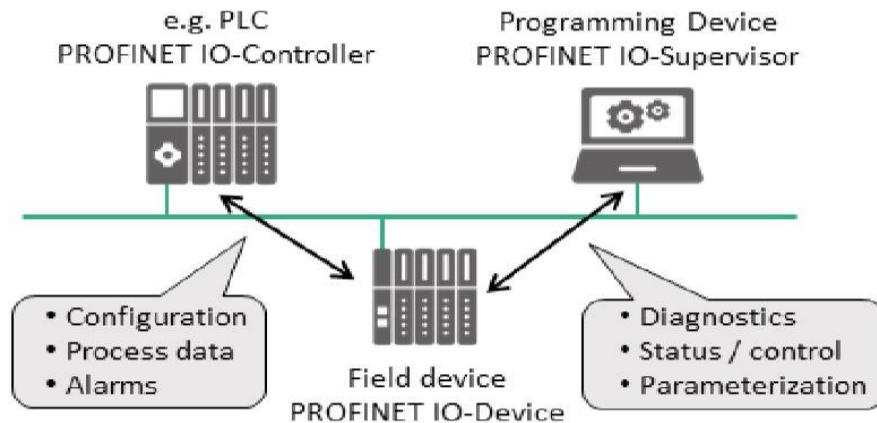 e.g. PLC
PROFINET IO-Controller
Programming Device
PROFINET IO-Supervisor
• Configuration
• Process data
• Alarms
• Diagnostics
• Status / control
• Parameterization
Field device
PROFINET IO-Device